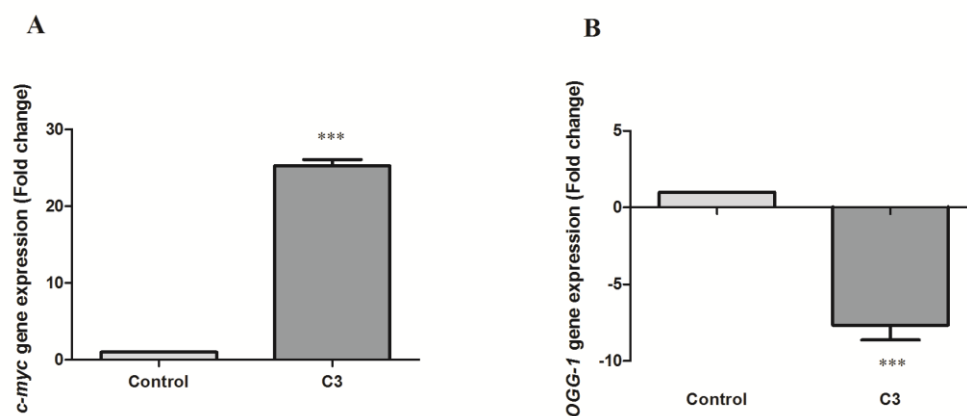 A
c-myc gene expression (Fold change)
30
20
10
0
***
Control C3
B
OGG-1 gene expression (Fold change)
5
0
-5
-10
***
Control C3